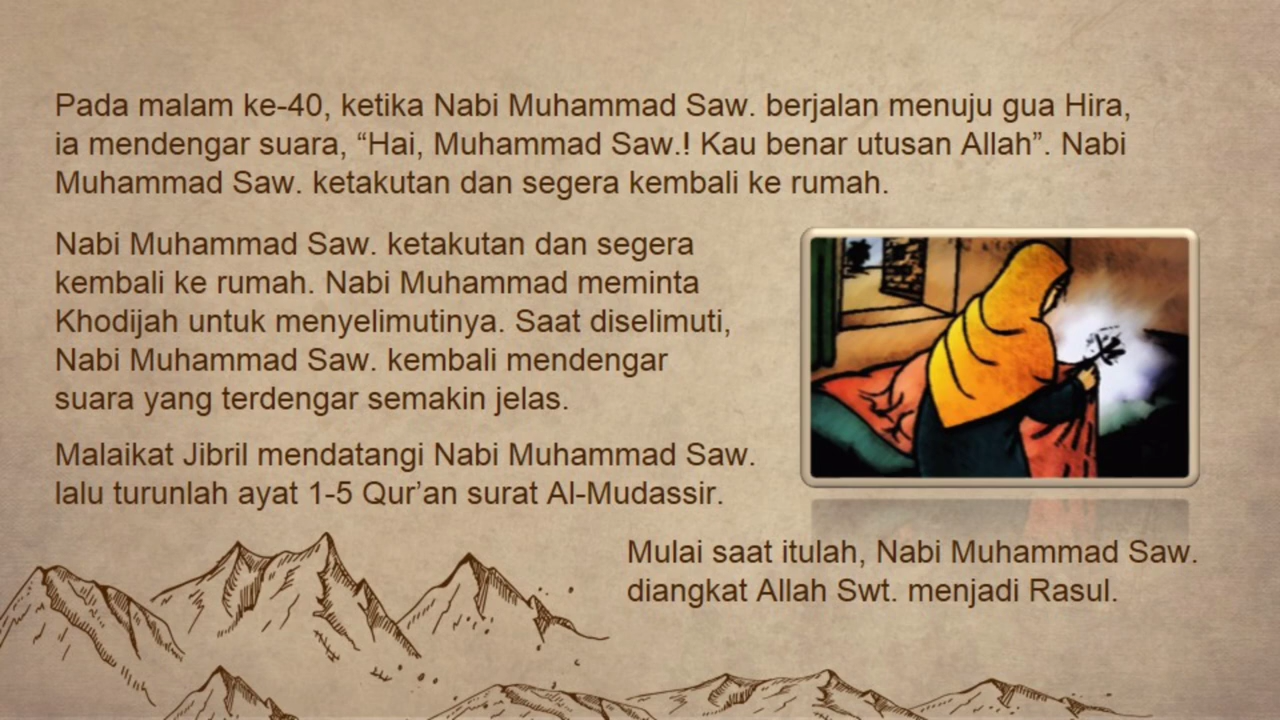 Pada malam ke-40, ketika Nabi Muhammad Saw. berjalan menuju gua Hira,
ia mendengar suara, “Hai, Muhammad Saw.! Kau benar utusan Allah”. Nabi
Muhammad Saw. ketakutan dan segera kembali ke rumah.
Nabi Muhammad Saw. ketakutan dan segera
kembali ke rumah. Nabi Muhammad meminta
Khodijah untuk menyelimutinya. Saat diselimuti,
Nabi Muhammad Saw. kembali mendengar
suara yang terdengar semakin jelas.
Malaikat Jibril mendatangi Nabi Muhammad Saw.
lalu turunlah ayat 1-5 Qur’an surat Al-Mudassir.
Mulai saat itulah, Nabi Muhammad Saw.
diangkat Allah Swt. menjadi Rasul.